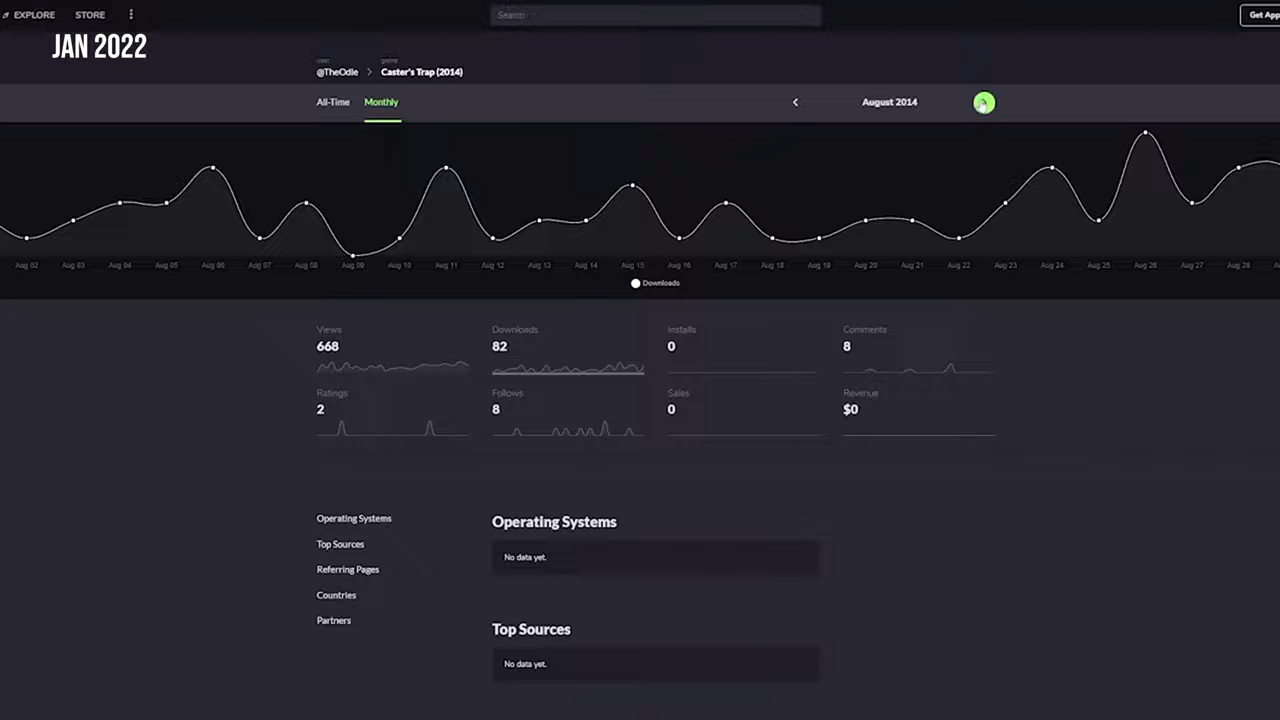 EXPLORE STORE Search Get App
JAN 2022
user game
@TheOdie Caster's Trap (2014)
All-Time Monthly August 2014
Aug 02 Aug 03 Aug 04 Aug 05 Aug 06 Aug 07 Aug 08 Aug 09 Aug 10 Aug 11 Aug 12 Aug 13 Aug 14 Aug 15 Aug 16 Aug 17 Aug 18 Aug 19 Aug 20 Aug 21 Aug 22 Aug 23 Aug 24 Aug 25 Aug 26 Aug 27 Aug 28
Downloads
Views Downloads Installs Comments
668 82 0 8
Ratings Follows Sales Revenue
2 8 0 $0
Operating Systems
Top Sources
Referring Pages
Countries
Partners
Operating Systems
No data yet.
Top Sources
No data yet.